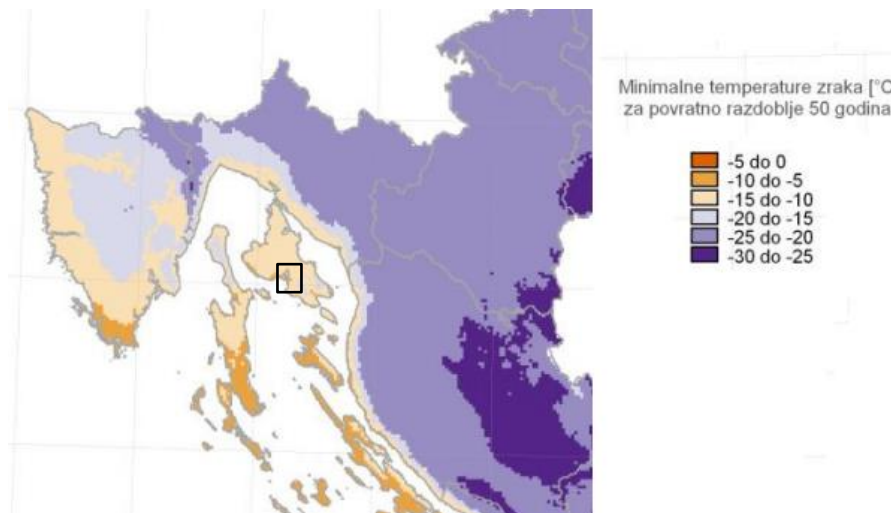 Minimalne temperature zraka [°C
za povratno razdoblje 50 godina
-5 do 0
-10 do -5
-15 do -10
-20 do -15
-25 do -20
-30 do -25